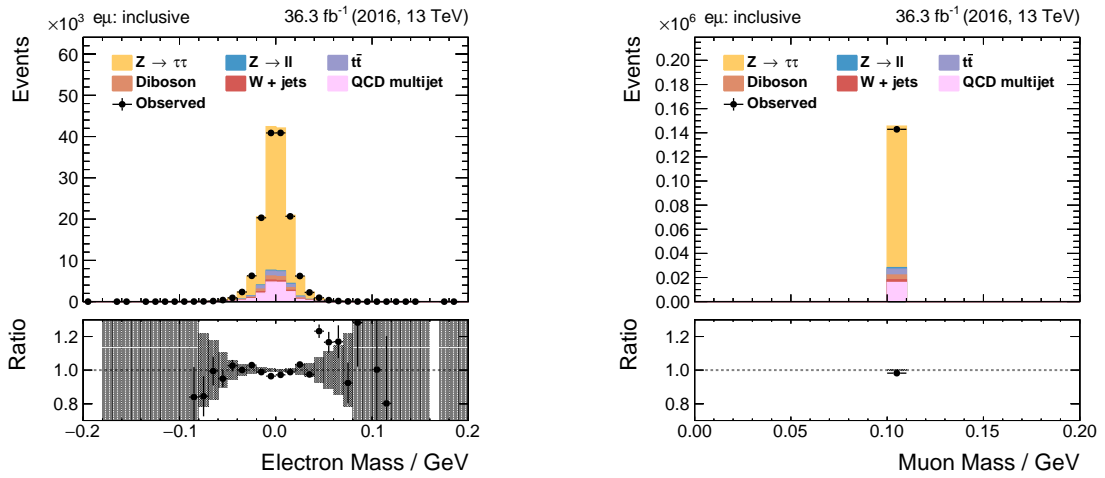 ×10³ eμ: inclusive 36.3 fb⁻¹ (2016, 13 TeV)
Events
60
50
40
30
20
10
0
Z → ττ Z → ll tt̄
Diboson W + jets QCD multijet
Observed
Ratio
1.2
1.0
0.8
−0.2 −0.1 0.0 0.1 0.2
Electron Mass / GeV
×10⁶ eμ: inclusive 36.3 fb⁻¹ (2016, 13 TeV)
Events
0.20
0.18
0.16
0.14
0.12
0.10
0.08
0.06
0.04
0.02
0.00
Z → ττ Z → ll tt̄
Diboson W + jets QCD multijet
Observed
Ratio
1.2
1.0
0.8
0.00 0.05 0.10 0.15 0.20
Muon Mass / GeV